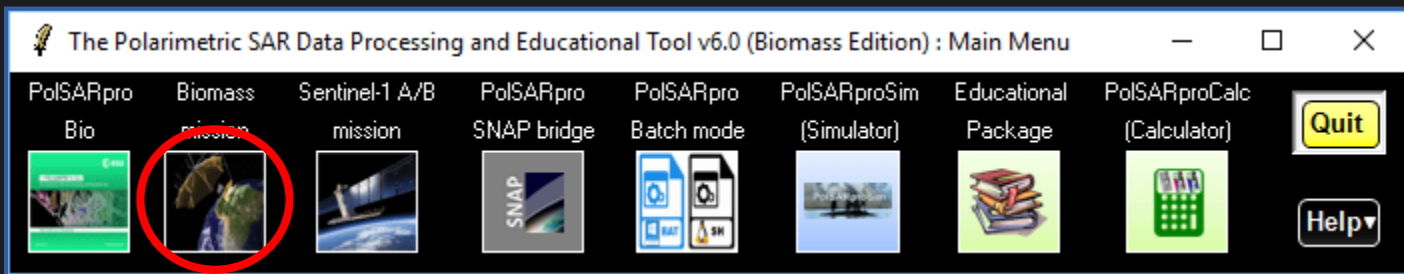 The Polarimetric SAR Data Processing and Educational Tool v6.0 (Biomass Edition) : Main Menu
PolSARpro Bio
Biomass mission
Sentinel-1 A/B mission
PolSARpro SNAP bridge
PolSARpro Batch mode
PolSARproSim (Simulator)
Educational Package
PolSARproCalc (Calculator)
Quit
esa
SNAP
BAT
SH
PolSARproSim
Help▾